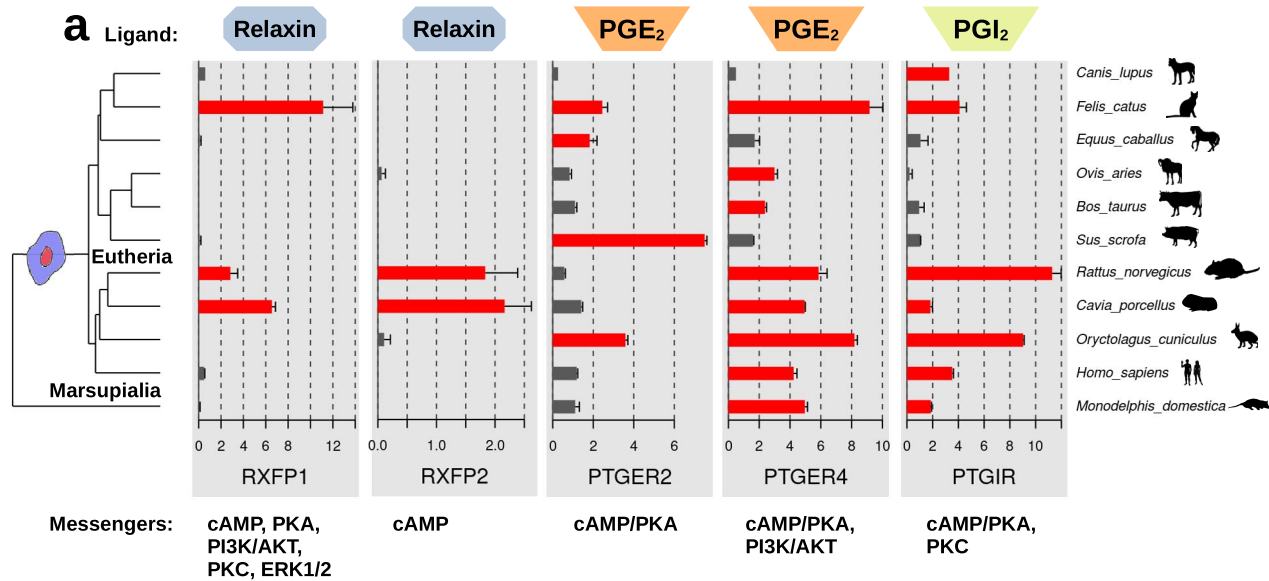 a Ligand: Relaxin Relaxin PGE₂ PGE₂ PGI₂
Canis_lupus
Felis_catus
Equus_caballus
Ovis_aries
Bos_taurus
Sus_scrofa
Eutheria
Rattus_norvegicus
Cavia_porcellus
Oryctolagus_cuniculus
Homo_sapiens
Marsupialia
Monodelphis_domestica
0 2 4 6 8 12 0.0 1.0 2.0 0 2 4 6 0 2 4 6 8 10 0 2 4 6 8 10
RXFP1 RXFP2 PTGER2 PTGER4 PTGIR
Messengers: cAMP, PKA, cAMP cAMP/PKA cAMP/PKA, cAMP/PKA,
PI3K/AKT, PI3K/AKT PKC
PKC, ERK1/2